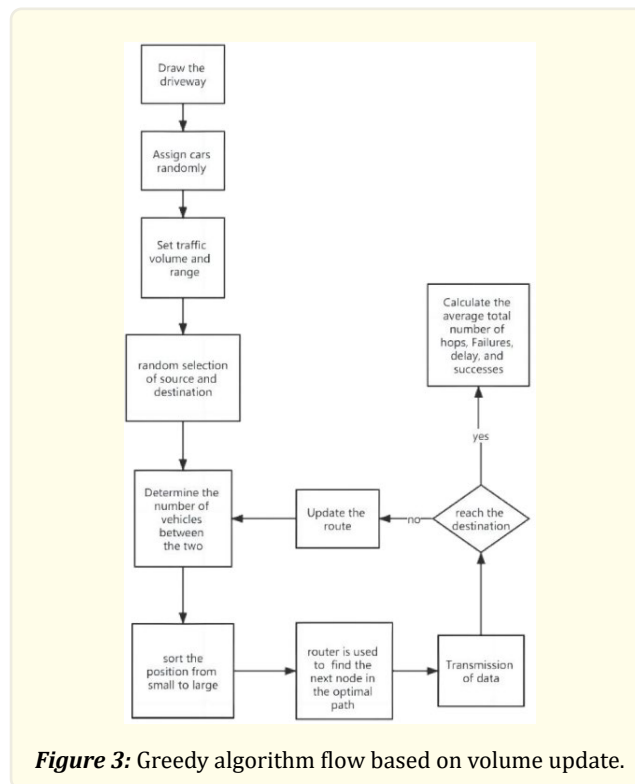 Draw the
driveway
Assign cars
randomly
Set traffic
volume and
range
random selection
of source and
destination
Determine the
number of
vehicles
between
the two
sort the
position from
small to large
router is used
to find the
next node in
the optimal
path
Transmission
of data
reach the
destination
no
Update the
route
yes
Calculate the
average total
number of
hops, Failures,
delay, and
successes
Figure 3: Greedy algorithm flow based on volume update.